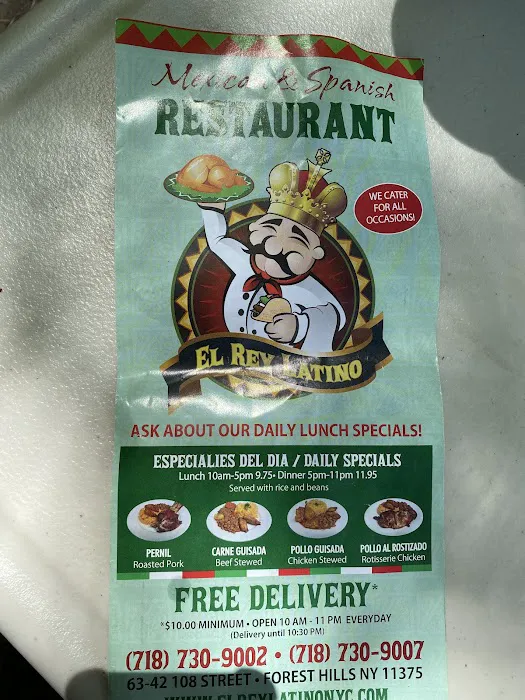 Mexican & Spanish
RESTAURANT
WE CATER
FOR ALL
OCCASIONS!
EL REY LATINO
ASK ABOUT OUR DAILY LUNCH SPECIALS!
ESPECIALIES DEL DIA / DAILY SPECIALS
Lunch 10am-5pm 9.75• Dinner 5pm-11pm 11.95
Served with rice and beans
PERNIL
Roasted Pork
CARNE GUISADA
Beef Stewed
POLLO GUISADA
Chicken Stewed
POLLO AL ROSTIZADO
Rotisserie Chicken
FREE DELIVERY*
*$10.00 MINIMUM • OPEN 10 AM - 11 PM EVERYDAY
(Delivery until 10:30 PM)
(718) 730-9002 • (718) 730-9007
63-42 108 STREET • FOREST HILLS NY 11375
WWW.ELREYLATINONYC.COM